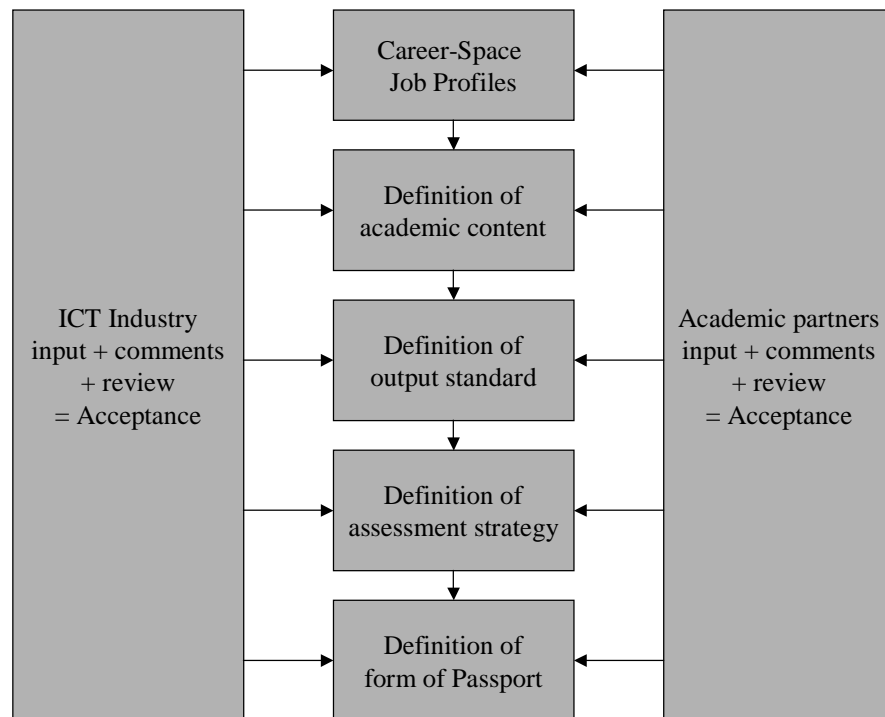 Career-Space
Job Profiles
Definition of
academic content
ICT Industry
input + comments
+ review
= Acceptance
Definition of
output standard
Academic partners
input + comments
+ review
= Acceptance
Definition of
assessment strategy
Definition of
form of Passport